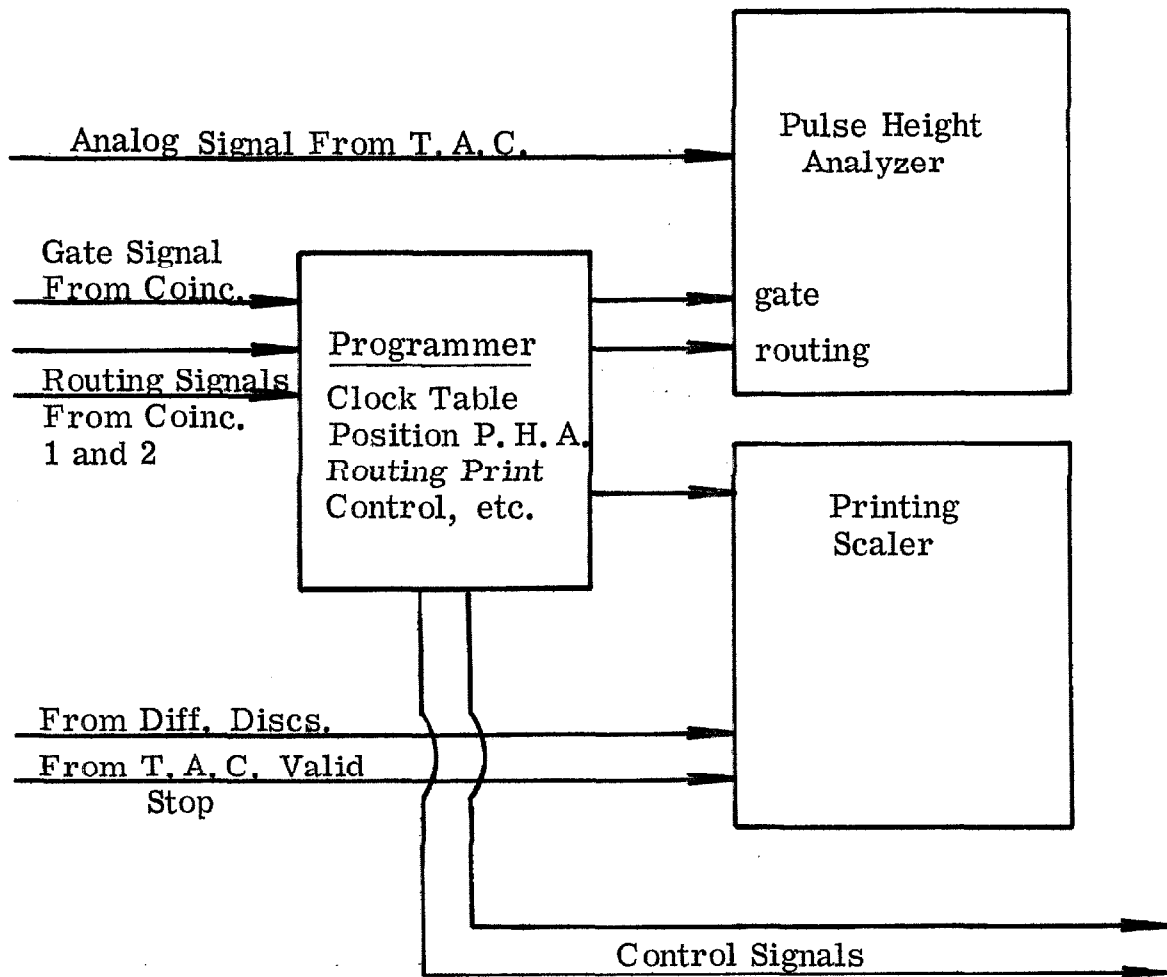 Analog Signal From T. A. C.
Pulse Height
Analyzer
Gate Signal
From Coinc.
gate
routing
Routing Signals
From Coinc.
1 and 2
Programmer
Clock Table
Position P. H. A.
Routing Print
Control, etc.
Printing
Scaler
From Diff. Discs.
From T. A. C. Valid
Stop
Control Signals